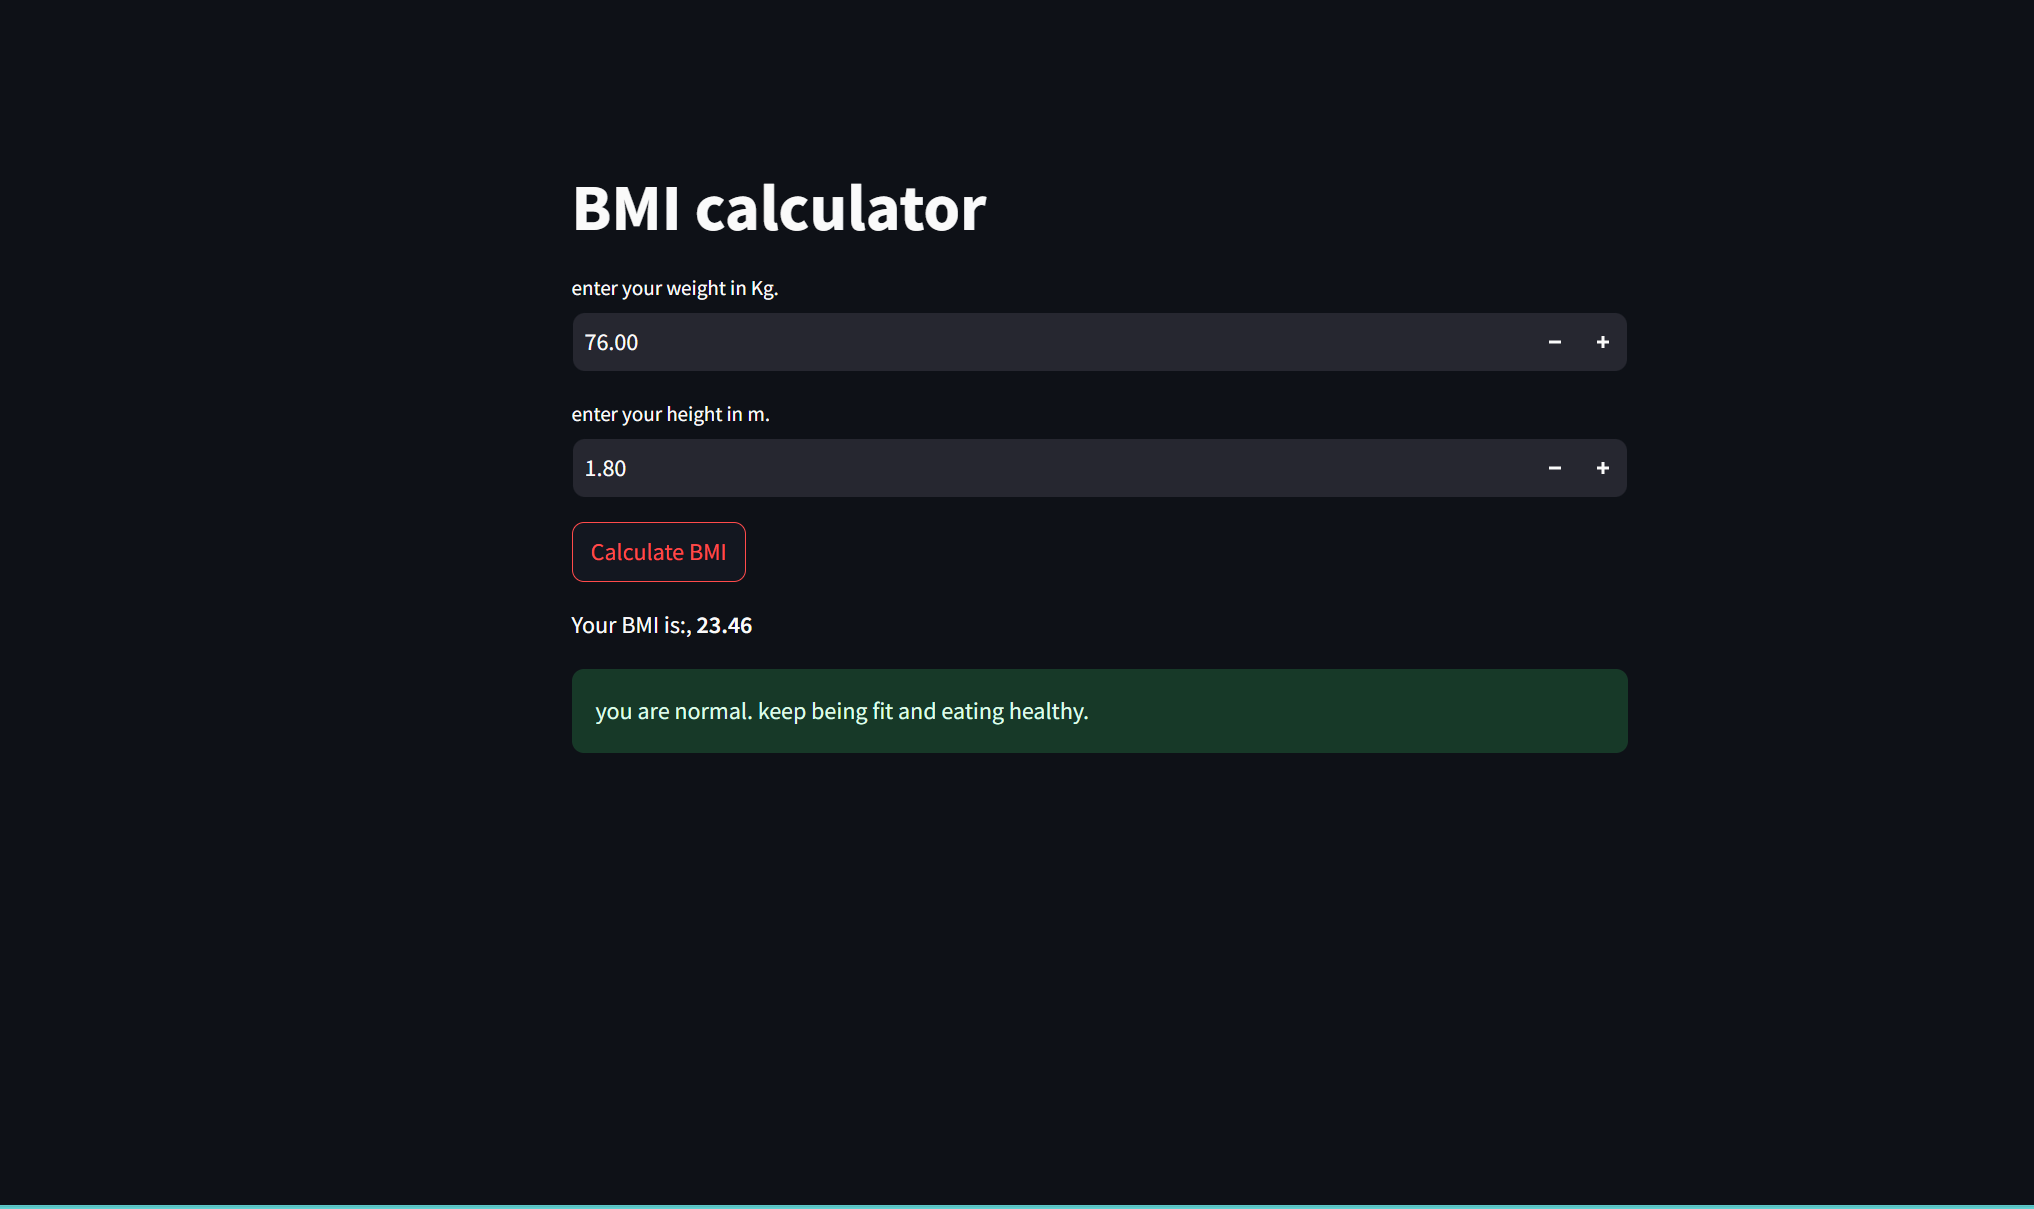 BMI calculator
enter your weight in Kg.
76.00
enter your height in m.
1.80
Calculate BMI
Your BMI is:, 23.46
you are normal. keep being fit and eating healthy.